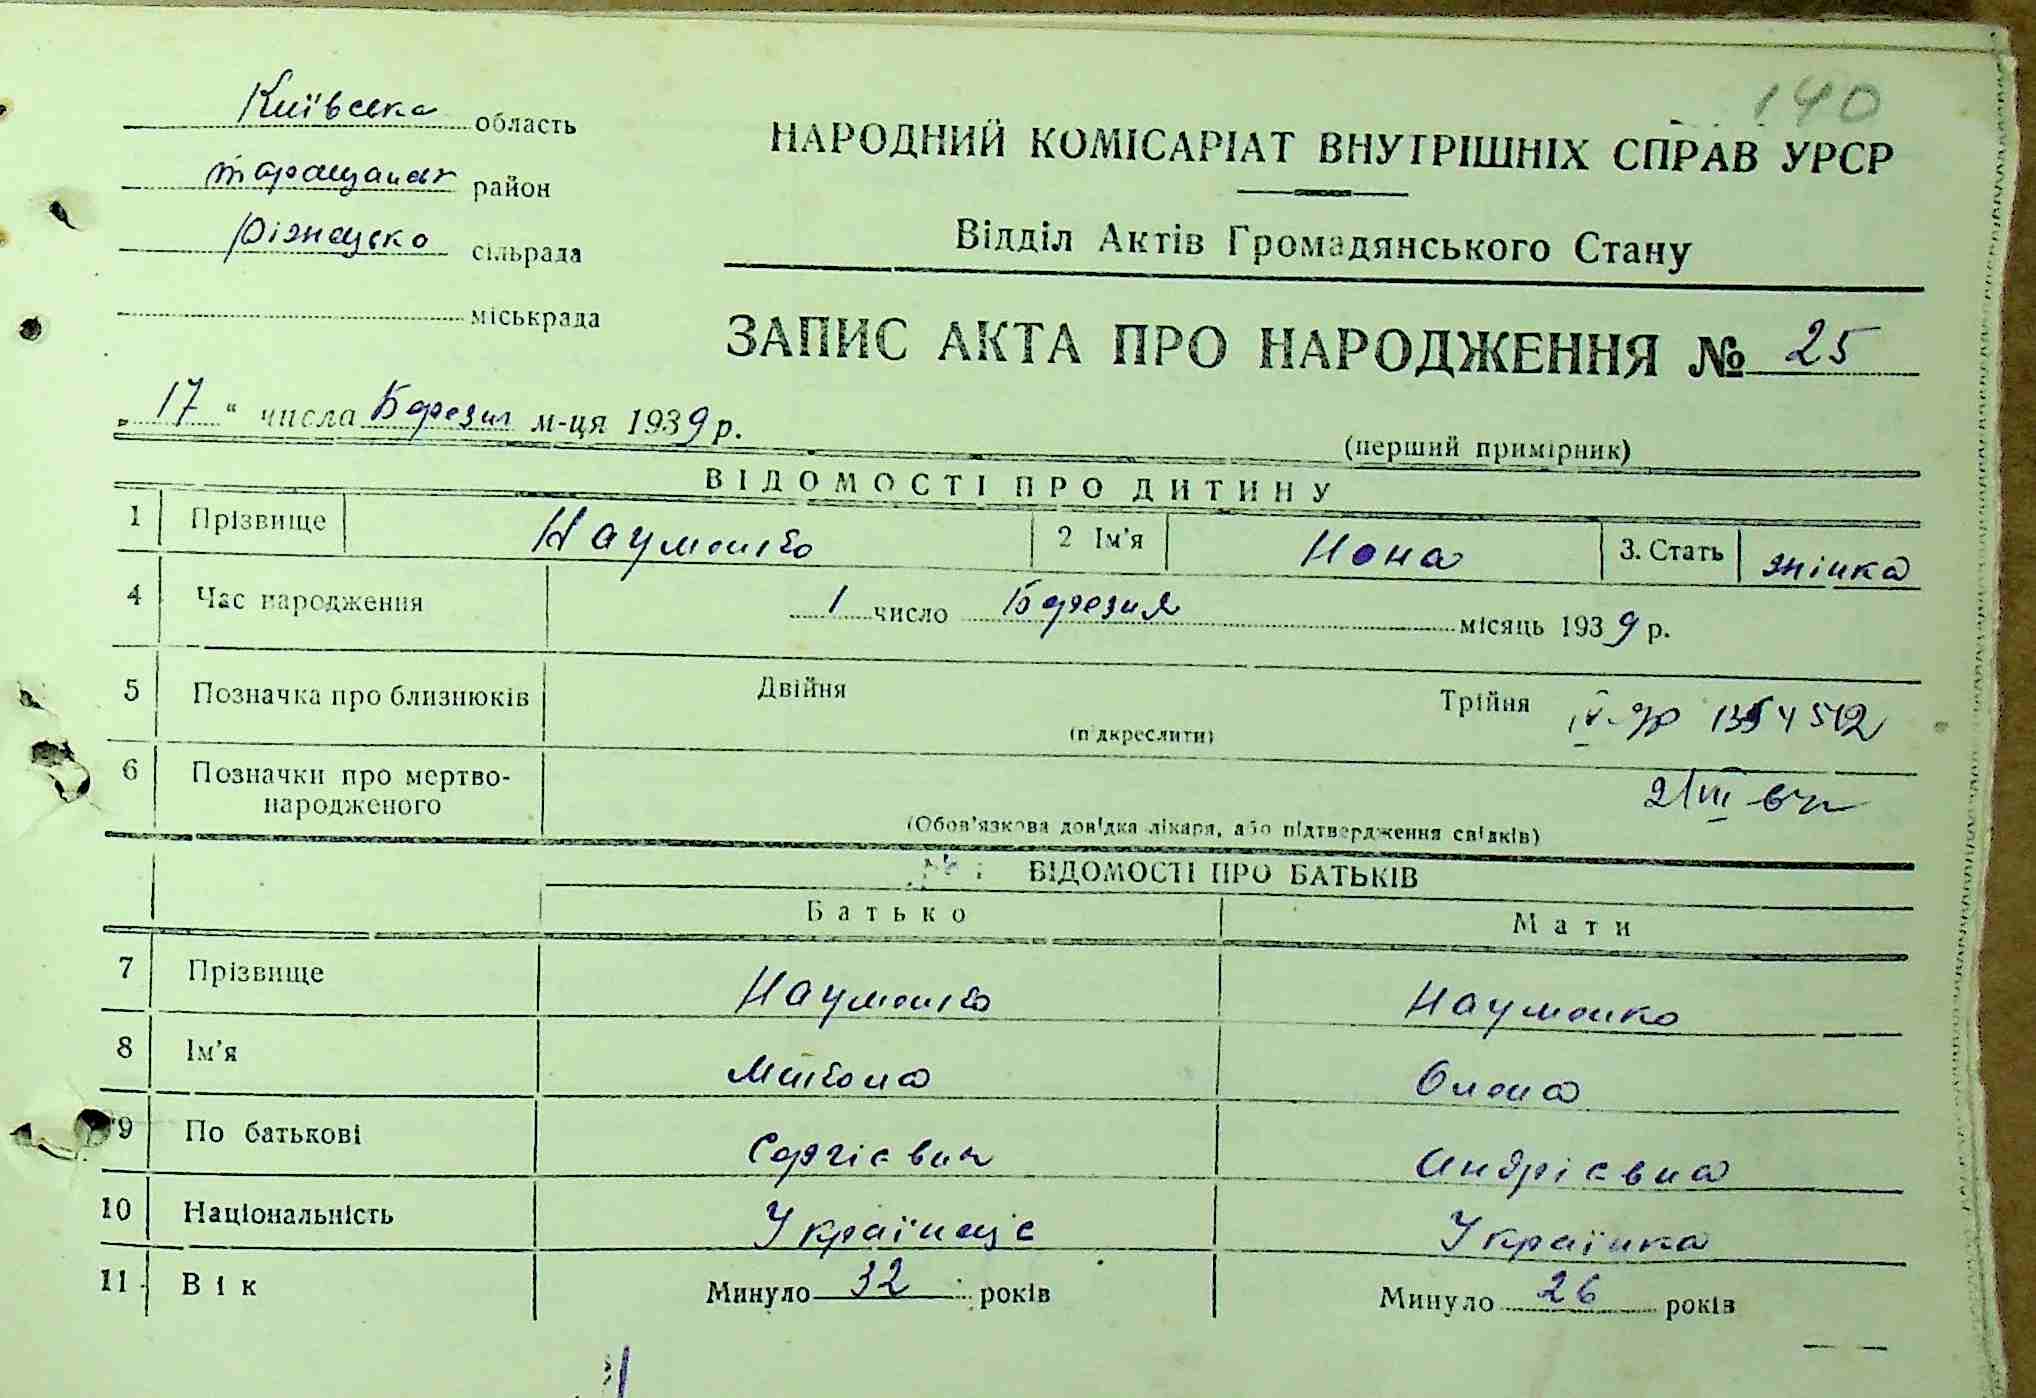 140
Київська область
НАРОДНИЙ КОМІСАРІАТ ВНУТРІШНІХ СПРАВ УРСР
район
Відділ Актів Громадянського Стану
сільрада
міськрада
ЗАПИС АКТА ПРО НАРОДЖЕННЯ № 25
„ 17 “ числа Березня м-ця 1939 р.
(перший примірник)
ВІДОМОСТІ ПРО ДИТИНУ
1 Прізвище Науменко 2 Ім'я Нона 3. Стать жінка
4 Час народження 1 число Березня місяць 1939 р.
5 Позначка про близнюків Двійня Трійня
(підкреслити)
6 Позначки про мертво-
народженого
(Обов'язкова довідка лікаря, або підтвердження свідків)
ВІДОМОСТІ ПРО БАТЬКІВ
Батько Мати
7 Прізвище Науменко Науменко
8 Ім'я Микола Олена
9 По батькові Сергієвич Андрієвна
10 Національність Українець Українка
11 Вік Минуло 32 років Минуло 26 років